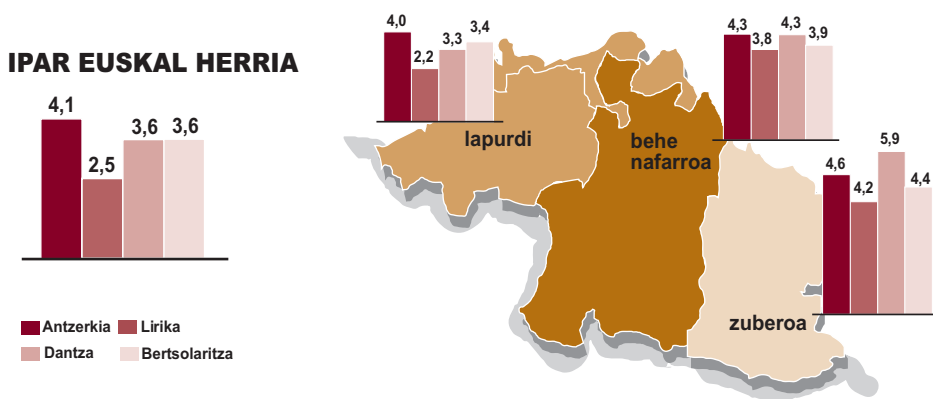 IPAR EUSKAL HERRIA
4,1
2,5
3,6
3,6
Antzerkia
Lirika
Dantza
Bertsolaritza
4,0
2,2
3,3
3,4
lapurdi
4,3
3,8
4,3
3,9
behe
nafarroa
4,6
4,2
5,9
4,4
zuberoa